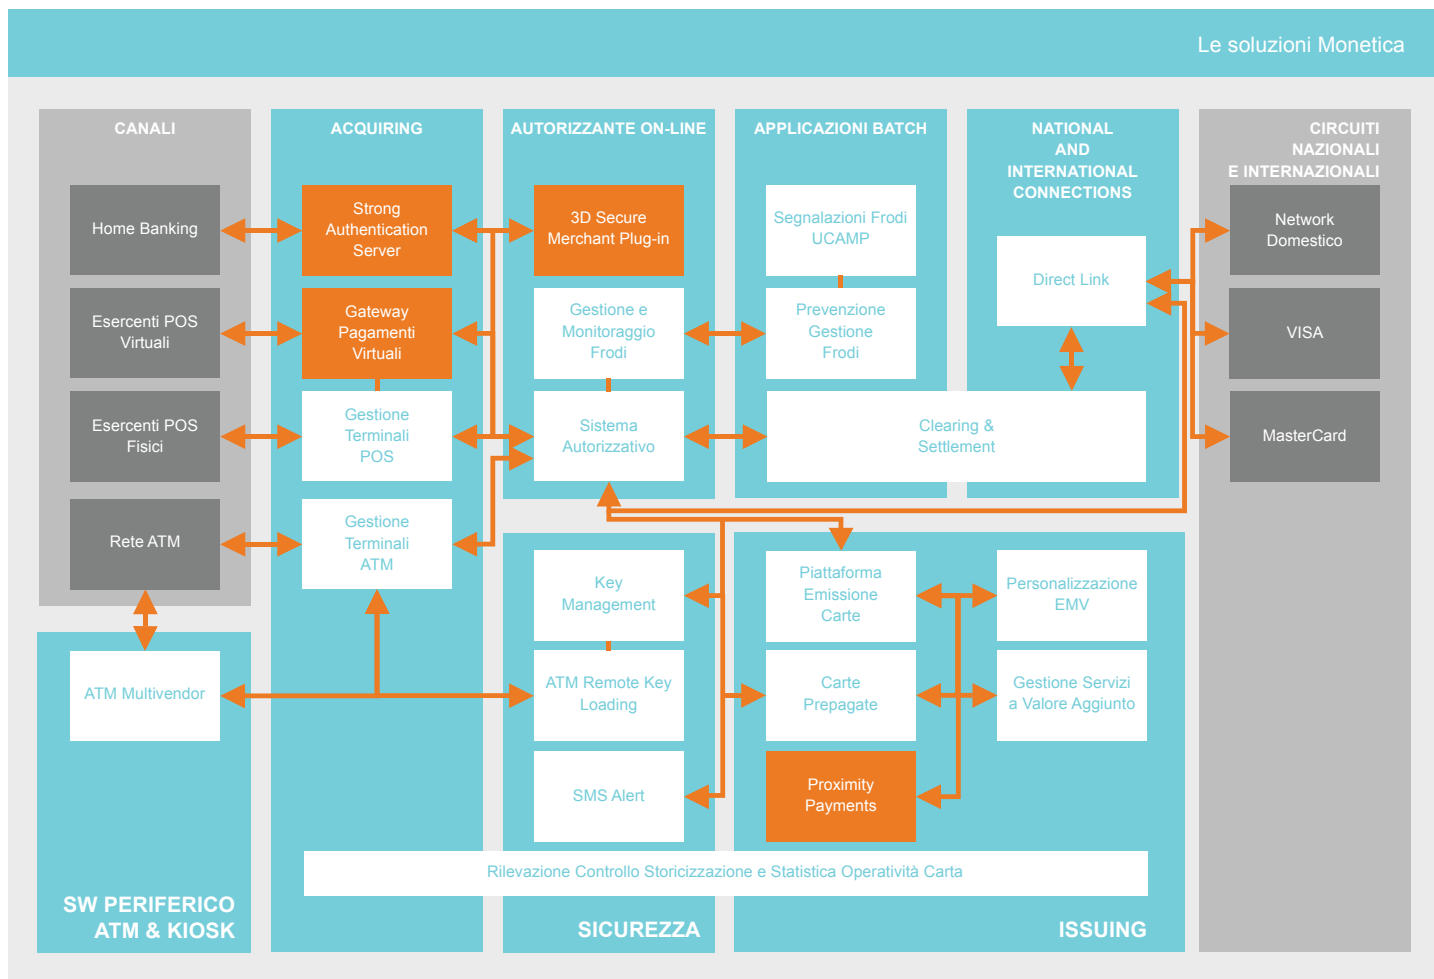 Le soluzioni Monetica
CANALI
Home Banking
Esercenti POS
Virtuali
Esercenti POS
Fisici
Rete ATM
ATM Multivendor
SW PERIFERICO
ATM & KIOSK
ACQUIRING
Strong
Authentication
Server
Gateway
Pagamenti
Virtuali
Gestione
Terminali
POS
Gestione
Terminali
ATM
AUTORIZZANTE ON-LINE
3D Secure
Merchant Plug-in
Gestione e
Monitoraggio
Frodi
Sistema
Autorizzativo
Key
Management
ATM Remote Key
Loading
SMS Alert
SICUREZZA
APPLICAZIONI BATCH
Segnalazioni Frodi
UCAMP
Prevenzione
Gestione
Frodi
NATIONAL
AND
INTERNATIONAL
CONNECTIONS
Direct Link
Clearing &
Settlement
Piattaforma
Emissione
Carte
Personalizzazione
EMV
Carte
Prepagate
Gestione Servizi
a Valore Aggiunto
Proximity
Payments
Rilevazione Controllo Storicizzazione e Statistica Operatività Carta
ISSUING
CIRCUITI
NAZIONALI
E INTERNAZIONALI
Network
Domestico
VISA
MasterCard